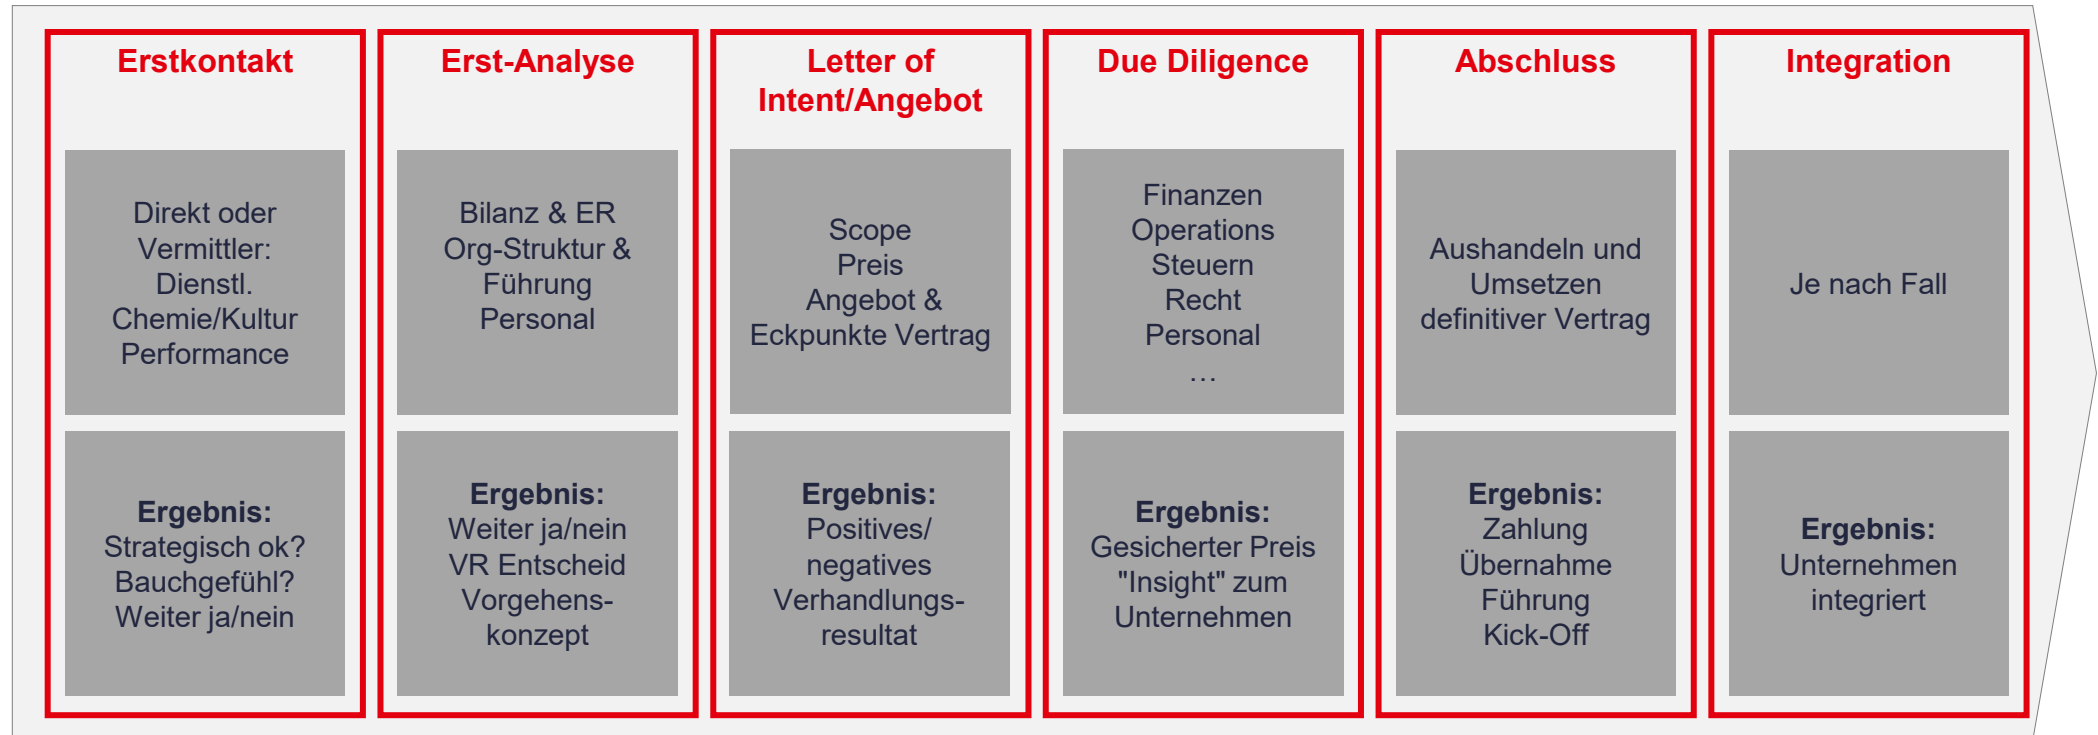 Erstkontakt
Direkt oder
Vermittler:
Dienstl.
Chemie/Kultur
Performance
Ergebnis:
Strategisch ok?
Bauchgefühl?
Weiter ja/nein
Erst-Analyse
Bilanz & ER
Org-Struktur &
Führung
Personal
Ergebnis:
Weiter ja/nein
VR Entscheid
Vorgehens-
konzept
Letter of
Intent/Angebot
Scope
Preis
Angebot &
Eckpunkte Vertrag
Ergebnis:
Positives/
negatives
Verhandlungs-
resultat
Due Diligence
Finanzen
Operations
Steuern
Recht
Personal
…
Ergebnis:
Gesicherter Preis
"Insight" zum
Unternehmen
Abschluss
Aushandeln und
Umsetzen
definitiver Vertrag
Ergebnis:
Zahlung
Übernahme
Führung
Kick-Off
Integration
Je nach Fall
Ergebnis:
Unternehmen
integriert